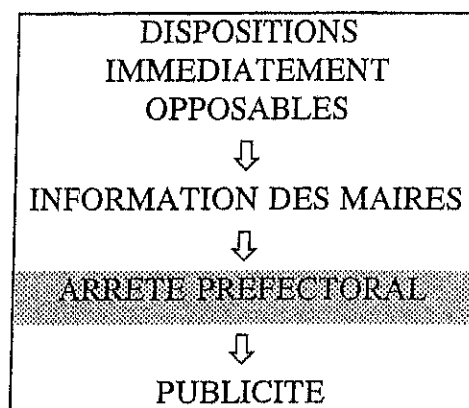 DISPOSITIONS
IMMEDIATEMENT
OPPOSABLES
INFORMATION DES MAIRES
ARRETE PREFECTORAL
PUBLICITE